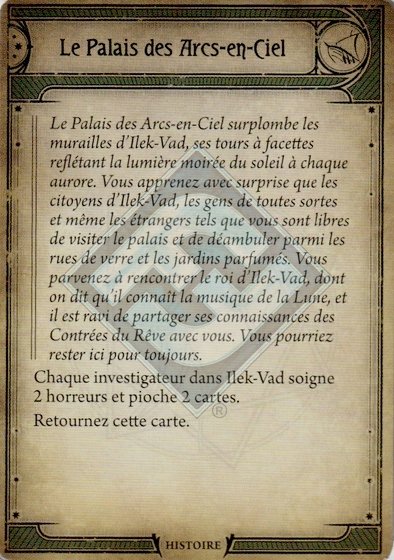 Le Palais des Arcs-en-Ciel
Le Palais des Arcs-en-Ciel surplombe les
murailles d'Ilek-Vad, ses tours à facettes
reflétant la lumière moirée du soleil à chaque
aurore. Vous apprenez avec surprise que les
citoyens d'Ilek-Vad, les gens de toutes sortes
et même les étrangers tels que vous sont libres
de visiter le palais et de déambuler parmi les
rues de verre et les jardins parfumés. Vous
parvenez à rencontrer le roi d'Ilek-Vad, dont
on dit qu'il connaît la musique de la Lune, et
il est ravi de partager ses connaissances des
Contrées du Rêve avec vous. Vous pourriez
rester ici pour toujours.
Chaque investigateur dans Ilek-Vad soigne
2 horreurs et pioche 2 cartes.
Retournez cette carte.
®
HISTOIRE